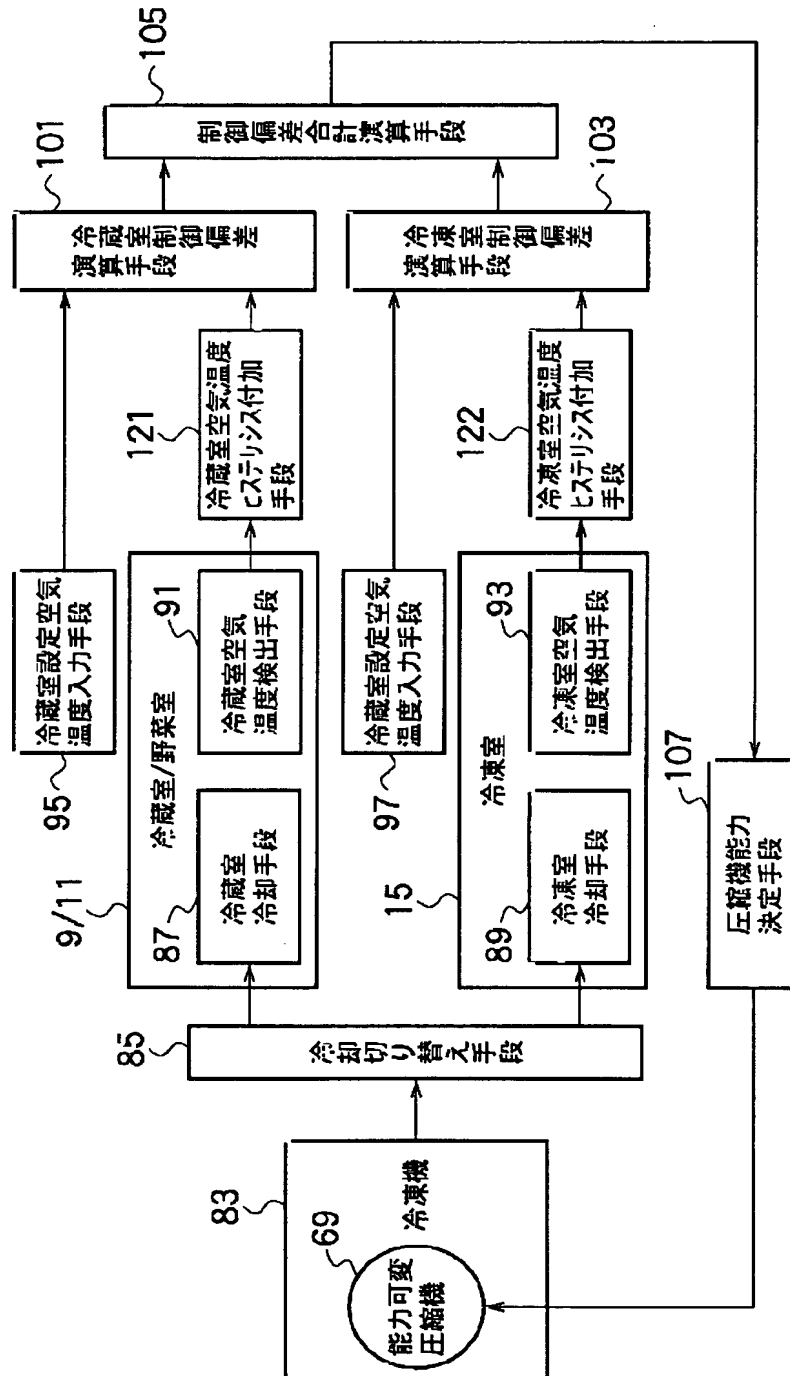 83
69
能力可変
圧縮機
冷凍機
85
冷却切り替え手段
9/11
87
冷蔵室
冷却手段
冷蔵室/野菜室
91
冷蔵室空気
温度検出手段
95
冷蔵室設定空気
温度入力手段
121
冷蔵室空気温度
ヒステリシス付加
手段
101
冷蔵室制御偏差
演算手段
105
制御偏差合計演算手段
15
89
冷凍室
冷却手段
冷凍室
93
冷凍室空気
温度検出手段
97
冷蔵室設定空気
温度入力手段
122
冷凍室空気温度
ヒステリシス付加
手段
103
冷凍室制御偏差
演算手段
107
圧縮機能力
決定手段